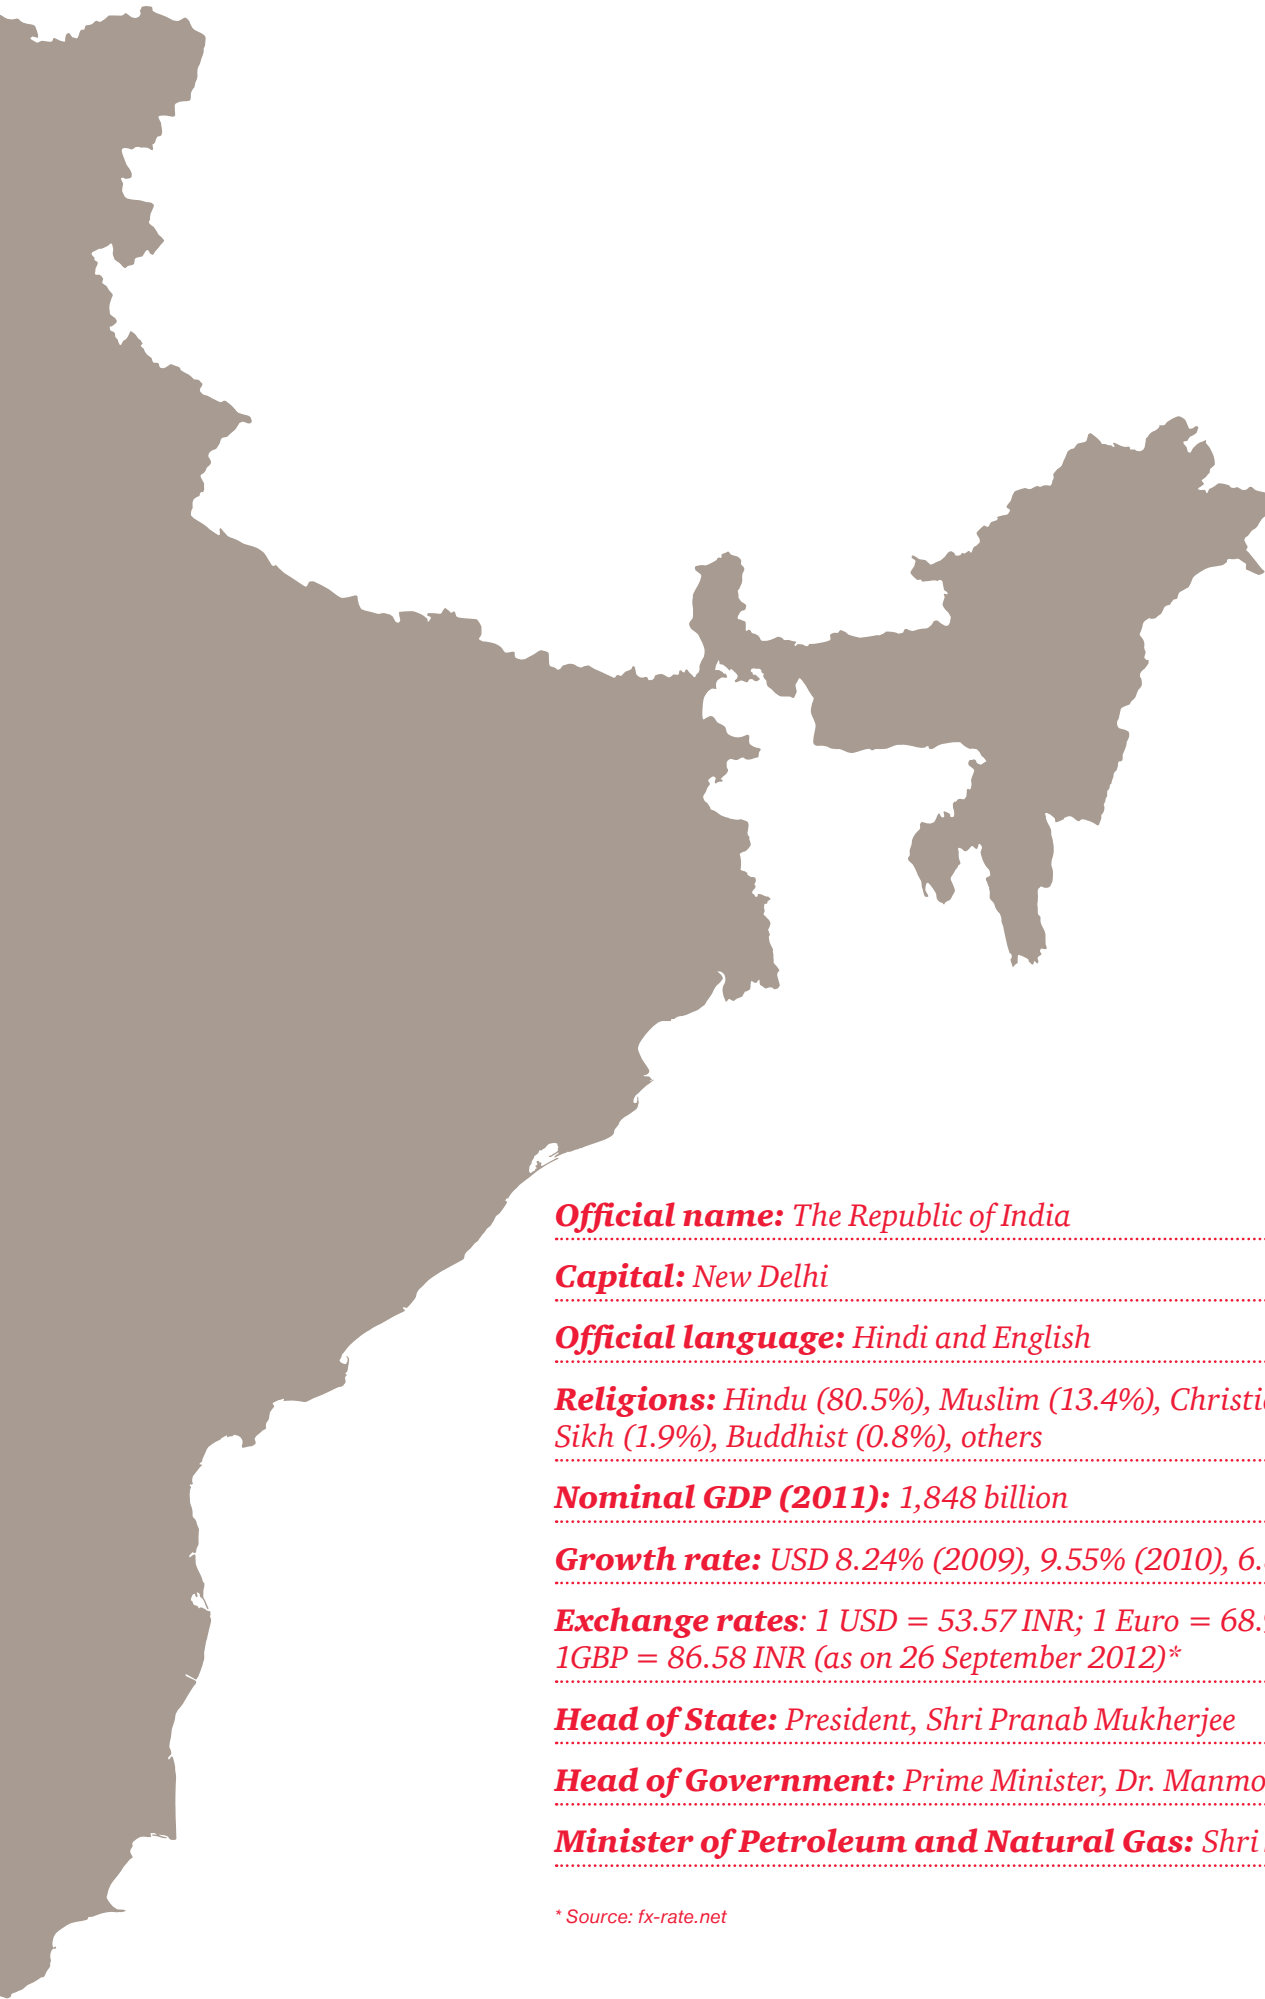 Official name: The Republic of India
Capital: New Delhi
Official language: Hindi and English
Religions: Hindu (80.5%), Muslim (13.4%),
Sikh (1.9%), Buddhist (0.8%), others
Nominal GDP (2011): 1,848 billion
Growth rate: USD 8.24% (2009), 9.55% (2010), 6.
Exchange rates: 1 USD = 53.57 INR; 1 Euro = 68.
1GBP = 86.58 INR (as on 26 September 2012)*
Head of State: President, Shri Pranab Mukherjee
Head of Government: Prime Minister, Dr. Manmo
Minister of Petroleum and Natural Gas: Shri
* Source: fx-rate.net